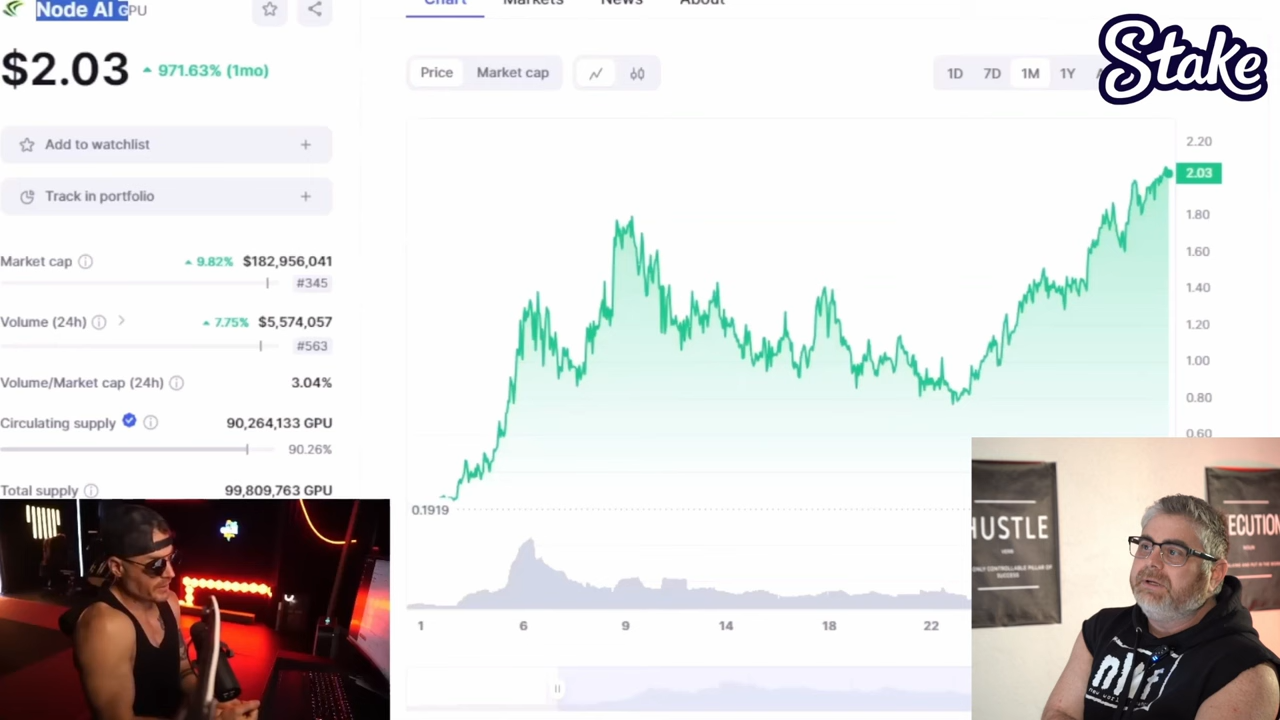 Node AI GPU
$2.03 971.63% (1mo)
Add to watchlist +
Track in portfolio +
Market cap 9.82% $182,956,041
#345
Volume (24h) 7.75% $5,574,057
#563
Volume/Market cap (24h) 3.04%
Circulating supply 90,264,133 GPU
90.26%
Total supply 99,809,763 GPU
Chart Markets News About
Price Market cap
1D 7D 1M 1Y
Stake
2.20
2.03
1.80
1.60
1.40
1.20
1.00
0.80
0.60
0.1919
1 6 9 14 18 22
HUSTLE
SUCCESS
ECUTION